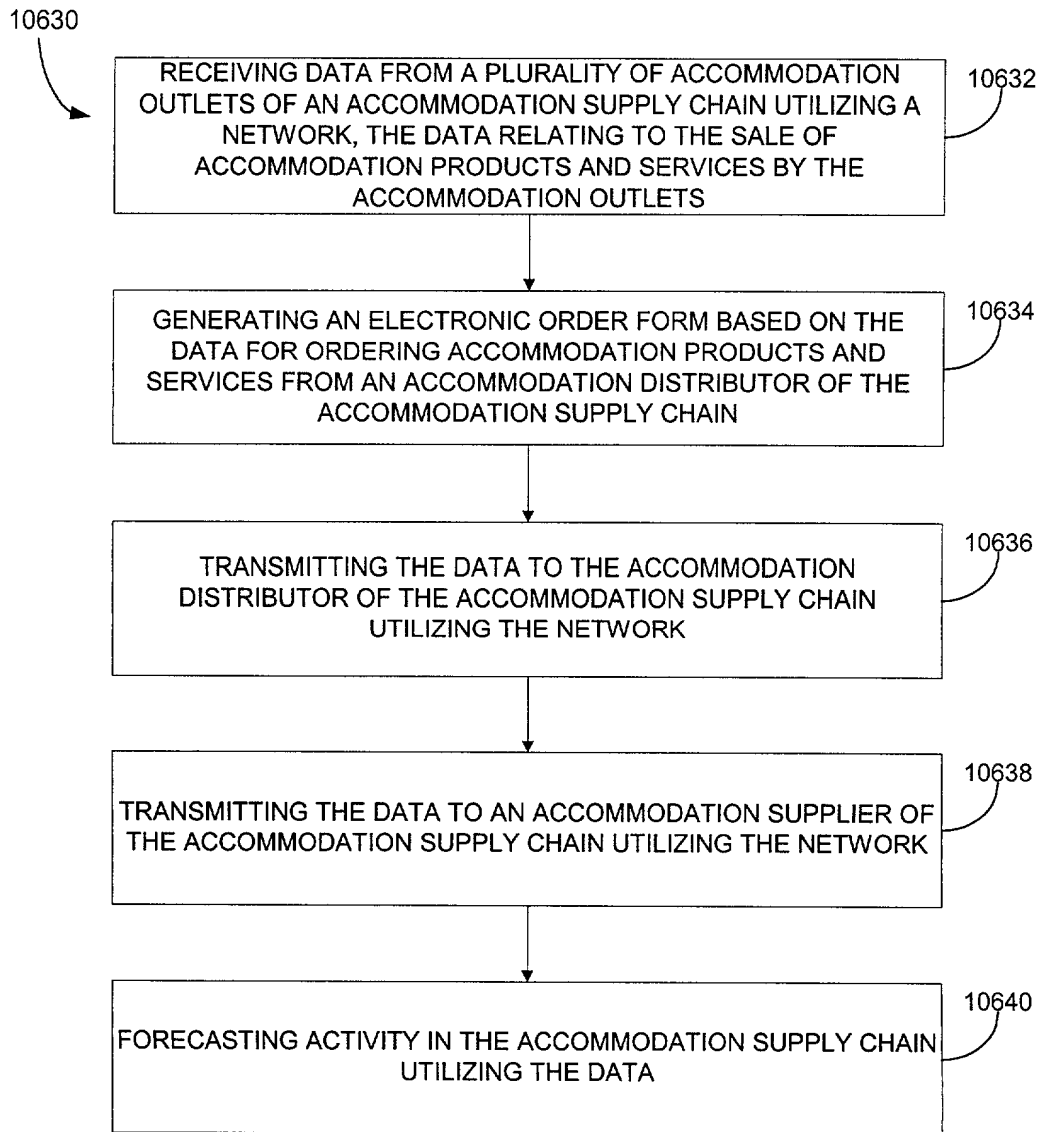 10630
RECEIVING DATA FROM A PLURALITY OF ACCOMMODATION
OUTLETS OF AN ACCOMMODATION SUPPLY CHAIN UTILIZING A
NETWORK, THE DATA RELATING TO THE SALE OF
ACCOMMODATION PRODUCTS AND SERVICES BY THE
ACCOMMODATION OUTLETS
10632
GENERATING AN ELECTRONIC ORDER FORM BASED ON THE
DATA FOR ORDERING ACCOMMODATION PRODUCTS AND
SERVICES FROM AN ACCOMMODATION DISTRIBUTOR OF THE
ACCOMMODATION SUPPLY CHAIN
10634
TRANSMITTING THE DATA TO THE ACCOMMODATION
DISTRIBUTOR OF THE ACCOMMODATION SUPPLY CHAIN
UTILIZING THE NETWORK
10636
TRANSMITTING THE DATA TO AN ACCOMMODATION SUPPLIER OF
THE ACCOMMODATION SUPPLY CHAIN UTILIZING THE NETWORK
10638
FORECASTING ACTIVITY IN THE ACCOMMODATION SUPPLY CHAIN
UTILIZING THE DATA
10640